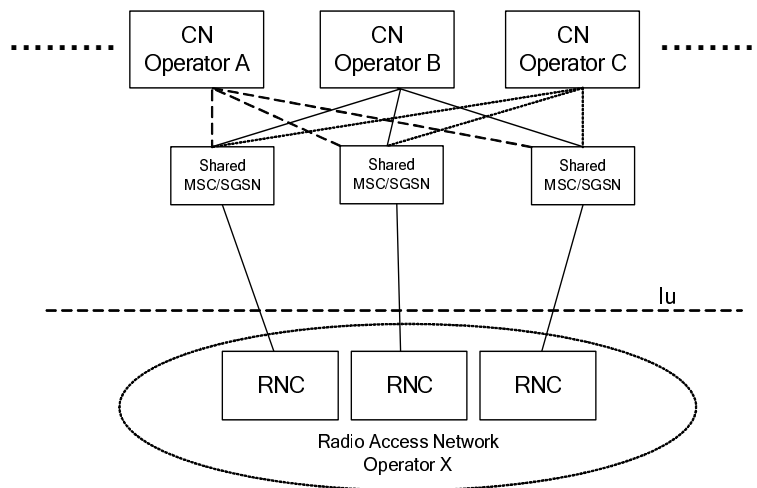 CN
Operator A
CN
Operator B
CN
Operator C
Shared
MSC/SGSN
Shared
MSC/SGSN
Shared
MSC/SGSN
Iu
RNC
RNC
RNC
Radio Access Network
Operator X